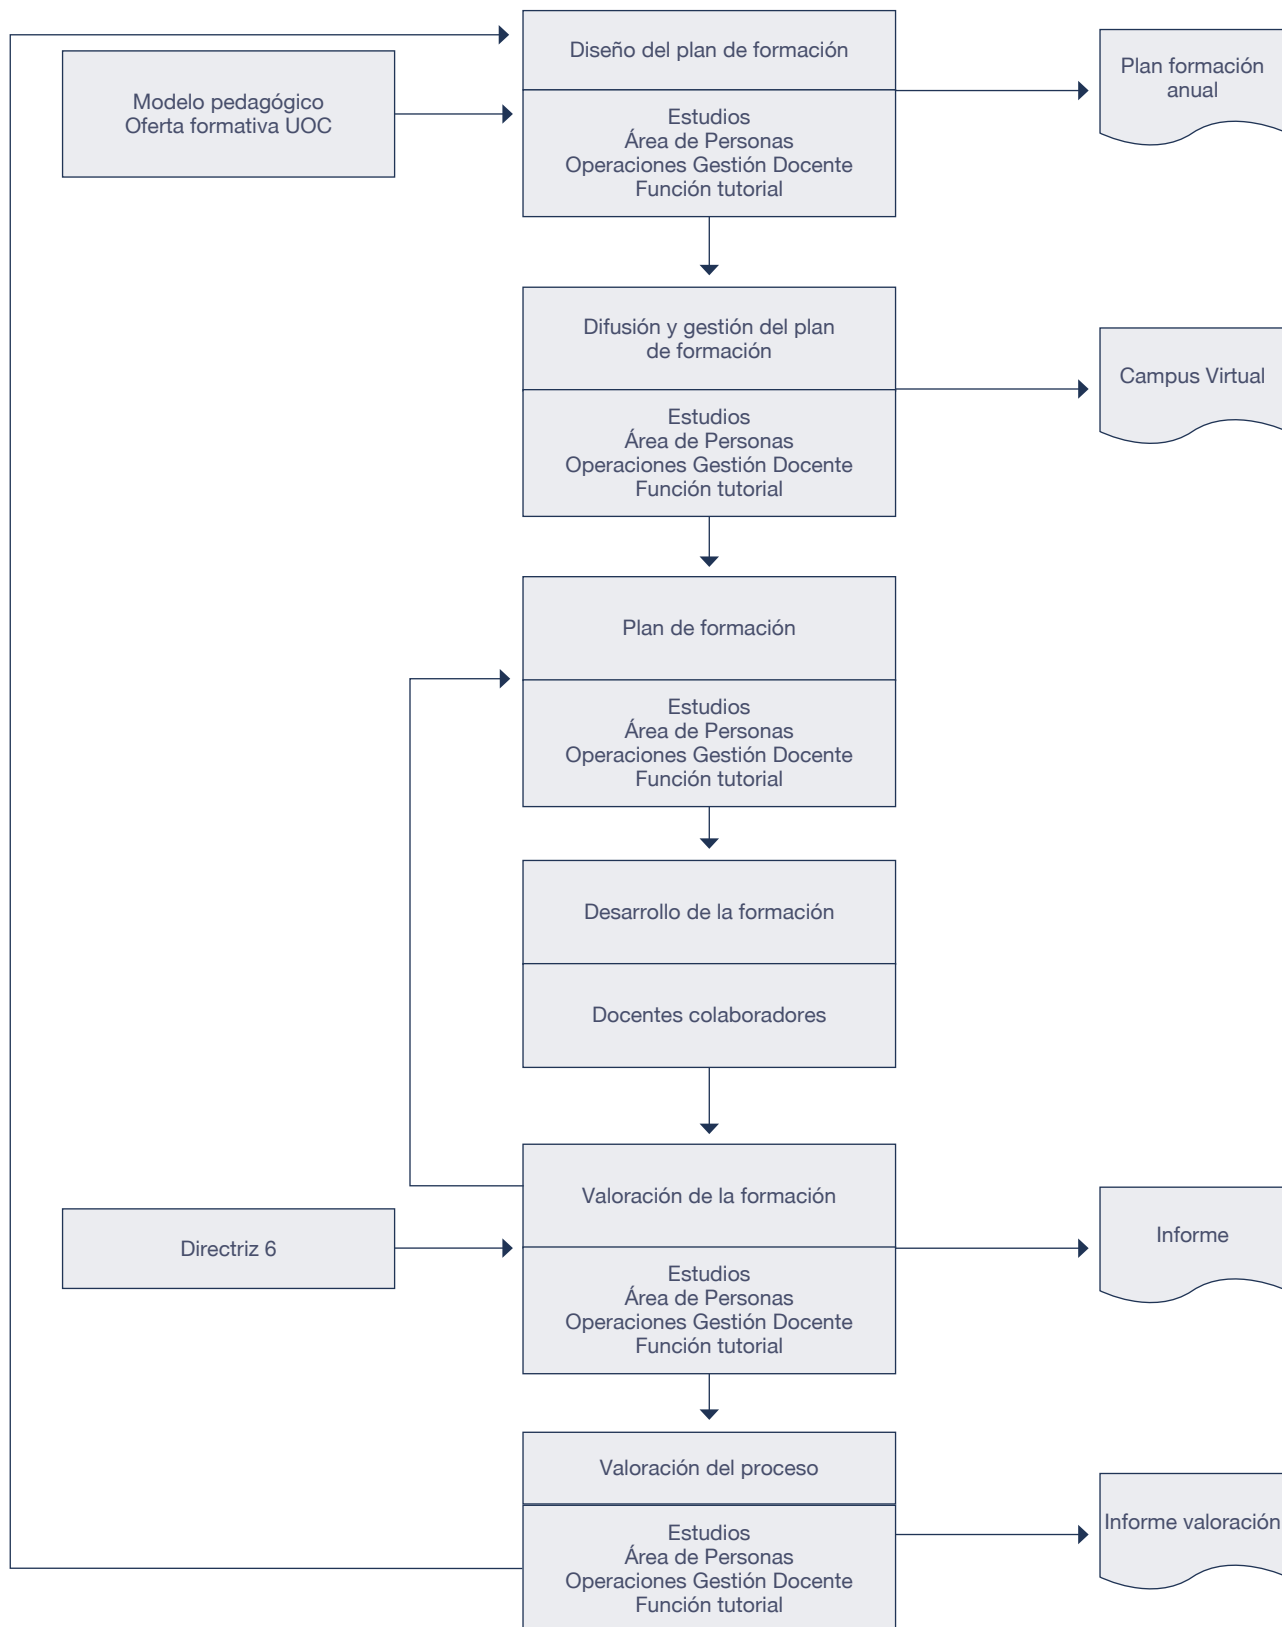 Diseño del plan de formación
Plan formación
anual
Modelo pedagógico
Oferta formativa UOC
Estudios
Área de Personas
Operaciones Gestión Docente
Función tutorial
Difusión y gestión del plan
de formación
Campus Virtual
Estudios
Área de Personas
Operaciones Gestión Docente
Función tutorial
Plan de formación
Estudios
Área de Personas
Operaciones Gestión Docente
Función tutorial
Desarrollo de la formación
Docentes colaboradores
Valoración de la formación
Directriz 6
Informe
Estudios
Área de Personas
Operaciones Gestión Docente
Función tutorial
Valoración del proceso
Informe valoración
Estudios
Área de Personas
Operaciones Gestión Docente
Función tutorial